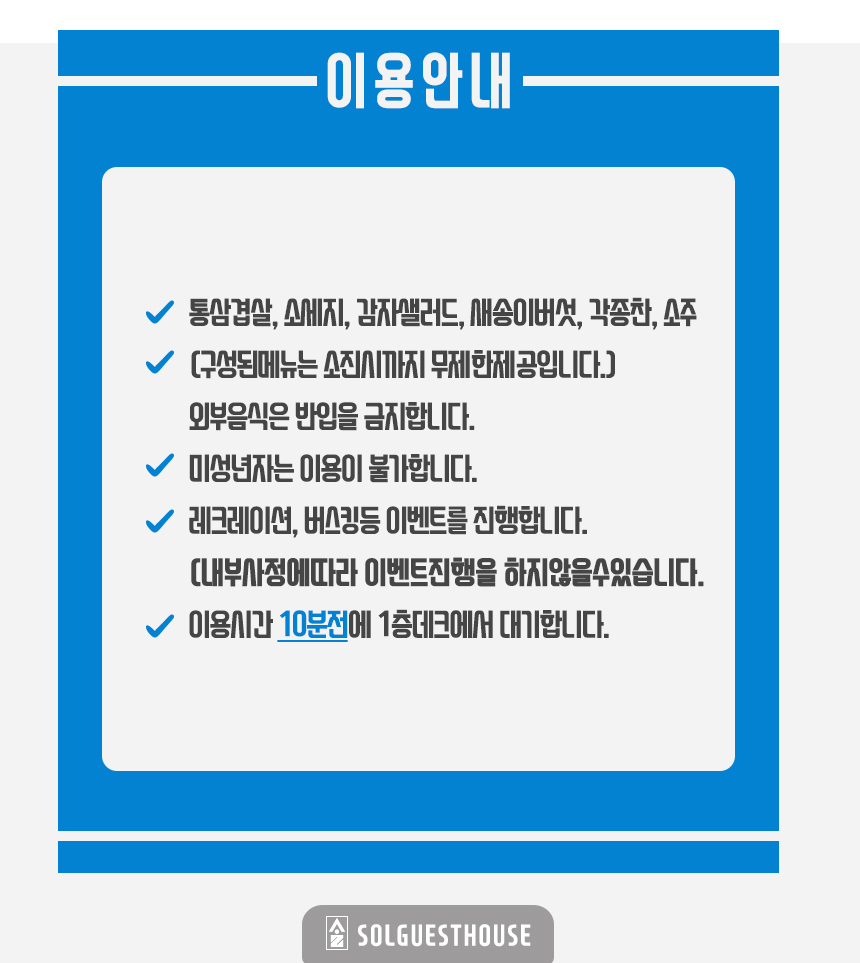 이용안내
통삼겹살, 소세지, 감자샐러드, 새송이버섯, 각종찬, 소주
(구성된메뉴는 소진시까지 무제한제공입니다.)
외부음식은 반입을 금지합니다.
미성년자는 이용이 불가합니다.
레크레이션, 버스킹등 이벤트를 진행합니다.
(내부사정에따라 이벤트진행을 하지않을수있습니다.
이용시간 10분전에 1층데크에서 대기합니다.
솔 SOLGUESTHOUSE